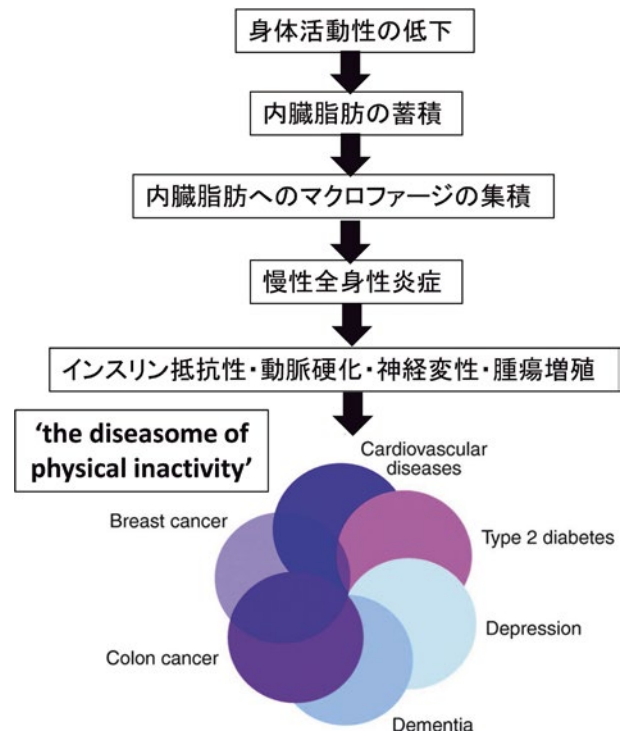 身体活動性の低下
内臓脂肪の蓄積
内臓脂肪へのマクロファージの集積
慢性全身性炎症
インスリン抵抗性・動脈硬化・神経変性・腫瘍増殖
‘the diseasome of
physical inactivity’
Cardiovascular
diseases
Breast cancer
Type 2 diabetes
Depression
Colon cancer
Dementia